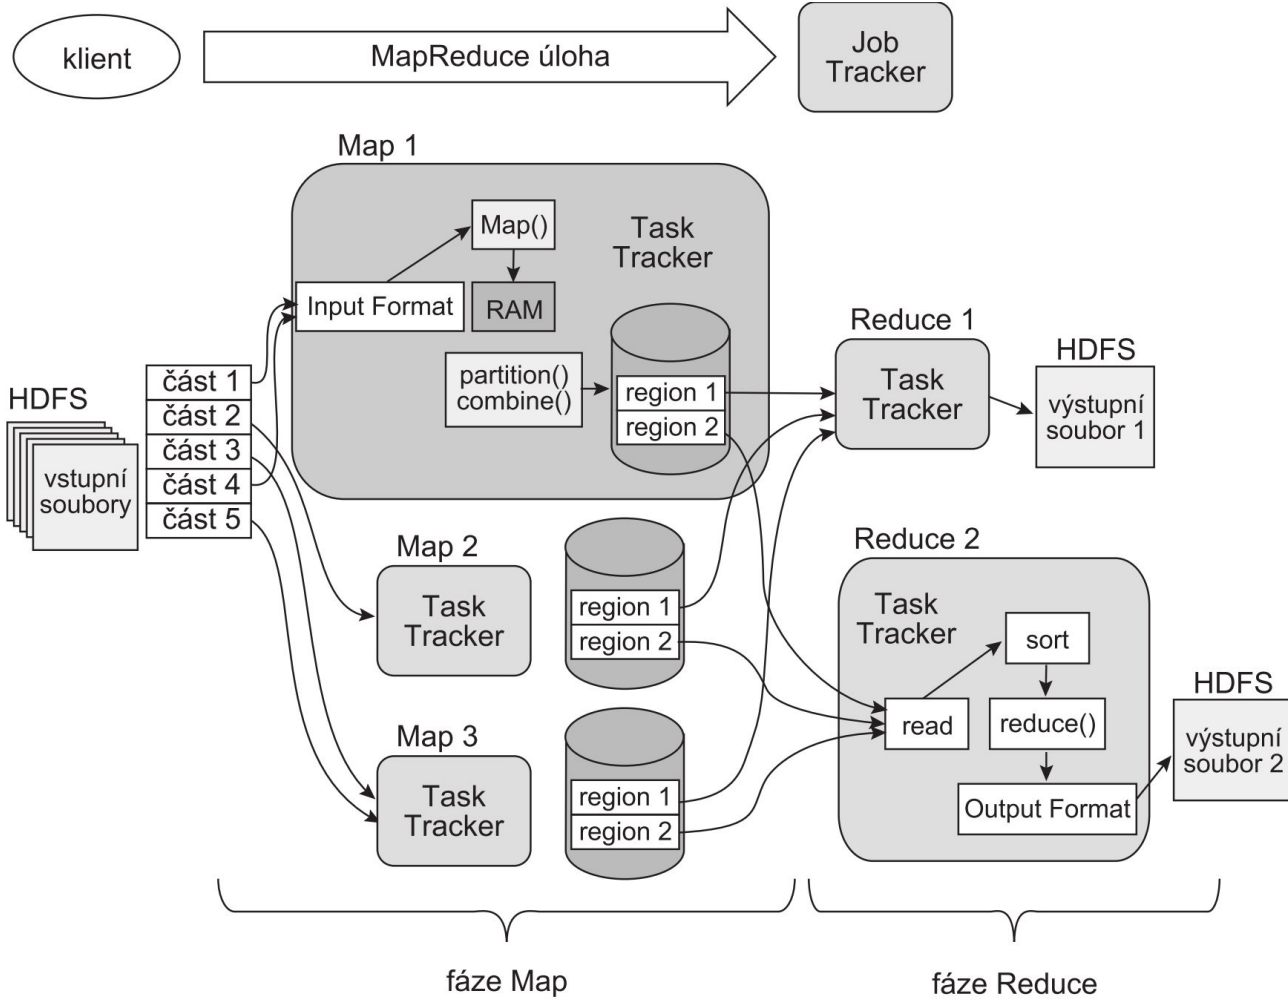 klient
MapReduce úloha
Job
Tracker
Map 1
Map()
Task
Tracker
Input Format
RAM
partition()
combine()
region 1
region 2
HDFS
vstupní
soubory
část 1
část 2
část 3
část 4
část 5
Map 2
Task
Tracker
region 1
region 2
Map 3
Task
Tracker
region 1
region 2
Reduce 1
Task
Tracker
HDFS
výstupní
soubor 1
Reduce 2
Task
Tracker
sort
read
reduce()
Output Format
HDFS
výstupní
soubor 2
fáze Map
fáze Reduce